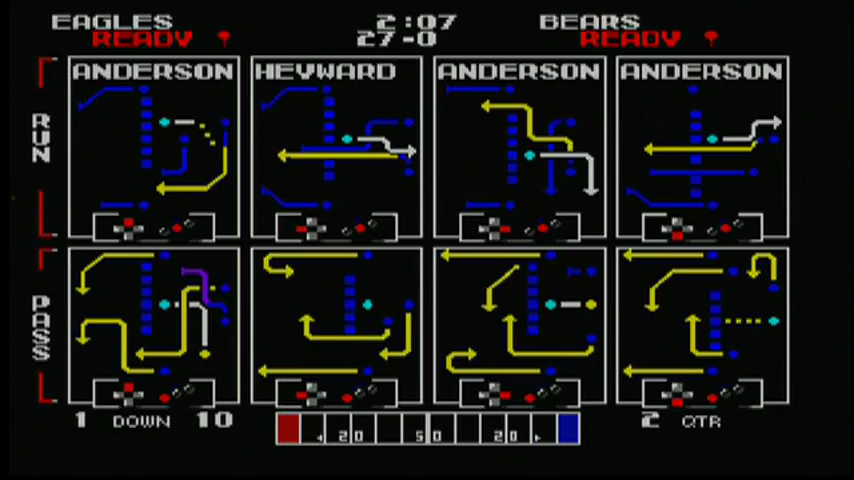 EAGLES 2:07 BEARS
READY 27-0 READY
ANDERSON HEYWARD ANDERSON ANDERSON
RUN
PASS
1 DOWN 10 20 50 20 2 QTR